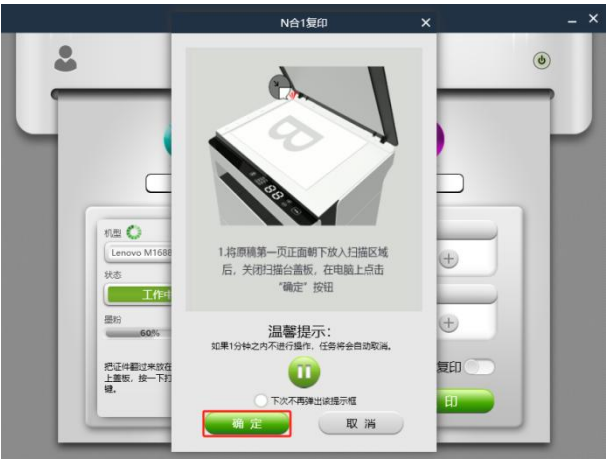 N合1复印
B
88
1.将原稿第一页正面朝下放入扫描区域
后，关闭扫描台盖板，在电脑上点击
“确定”按钮
机型
Lenovo M168
状态
工作中
墨粉
60%
把证件翻过来放在
上盖板，按一下打
键。
温馨提示：
如果1分钟之内不进行操作，任务将会自动取消。
下次不再弹出该提示框
确 定
取 消
复印
印